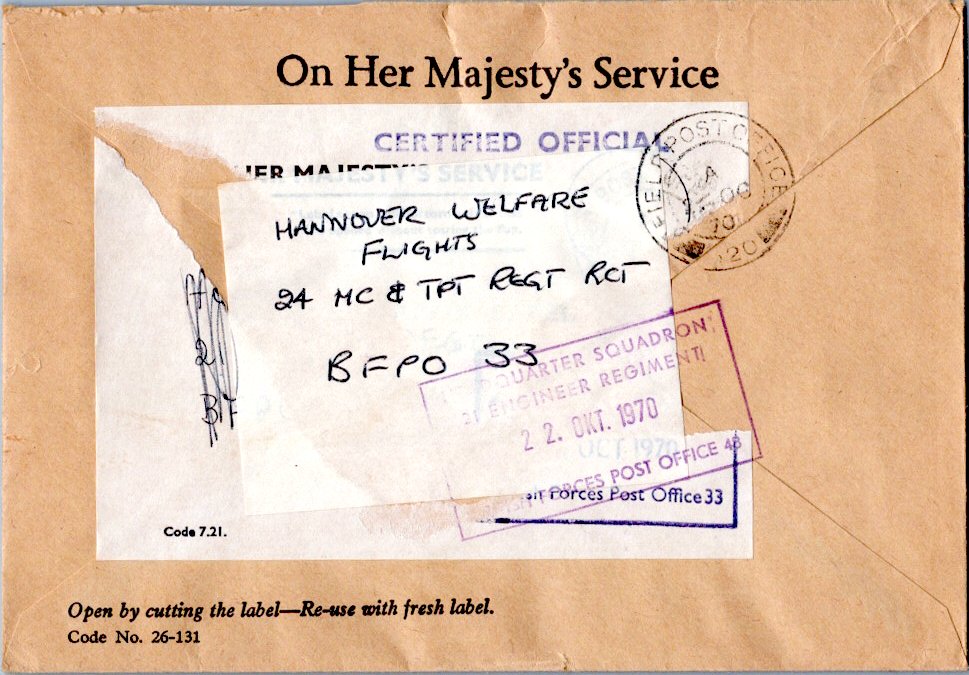 On Her Majesty's Service
CERTIFIED OFFICIAL
HER MAJESTY'S SERVICE
HANNOVER WELFARE
FLIGHTS
24 MC & TPT REGT RCT
BFPO 33
FIELD POST OFFICE
A
OC
70
QUARTER SQUADRON
ENGINEER REGIMENT
22. OKT. 1970
OCT 1970
FORCES POST OFFICE 48
Forces Post Office 33
Code 7.21.
Open by cutting the label—Re-use with fresh label.
Code No. 26-131